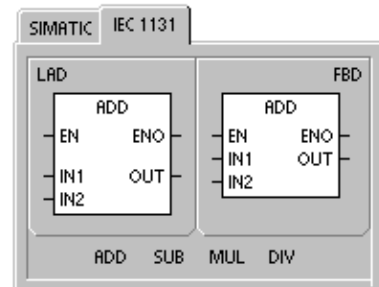 SIMATIC IEC 1131
LAD FBD
ADD ADD
EN ENO EN ENO
IN1 OUT IN1 OUT
IN2 IN2
ADD SUB MUL DIV